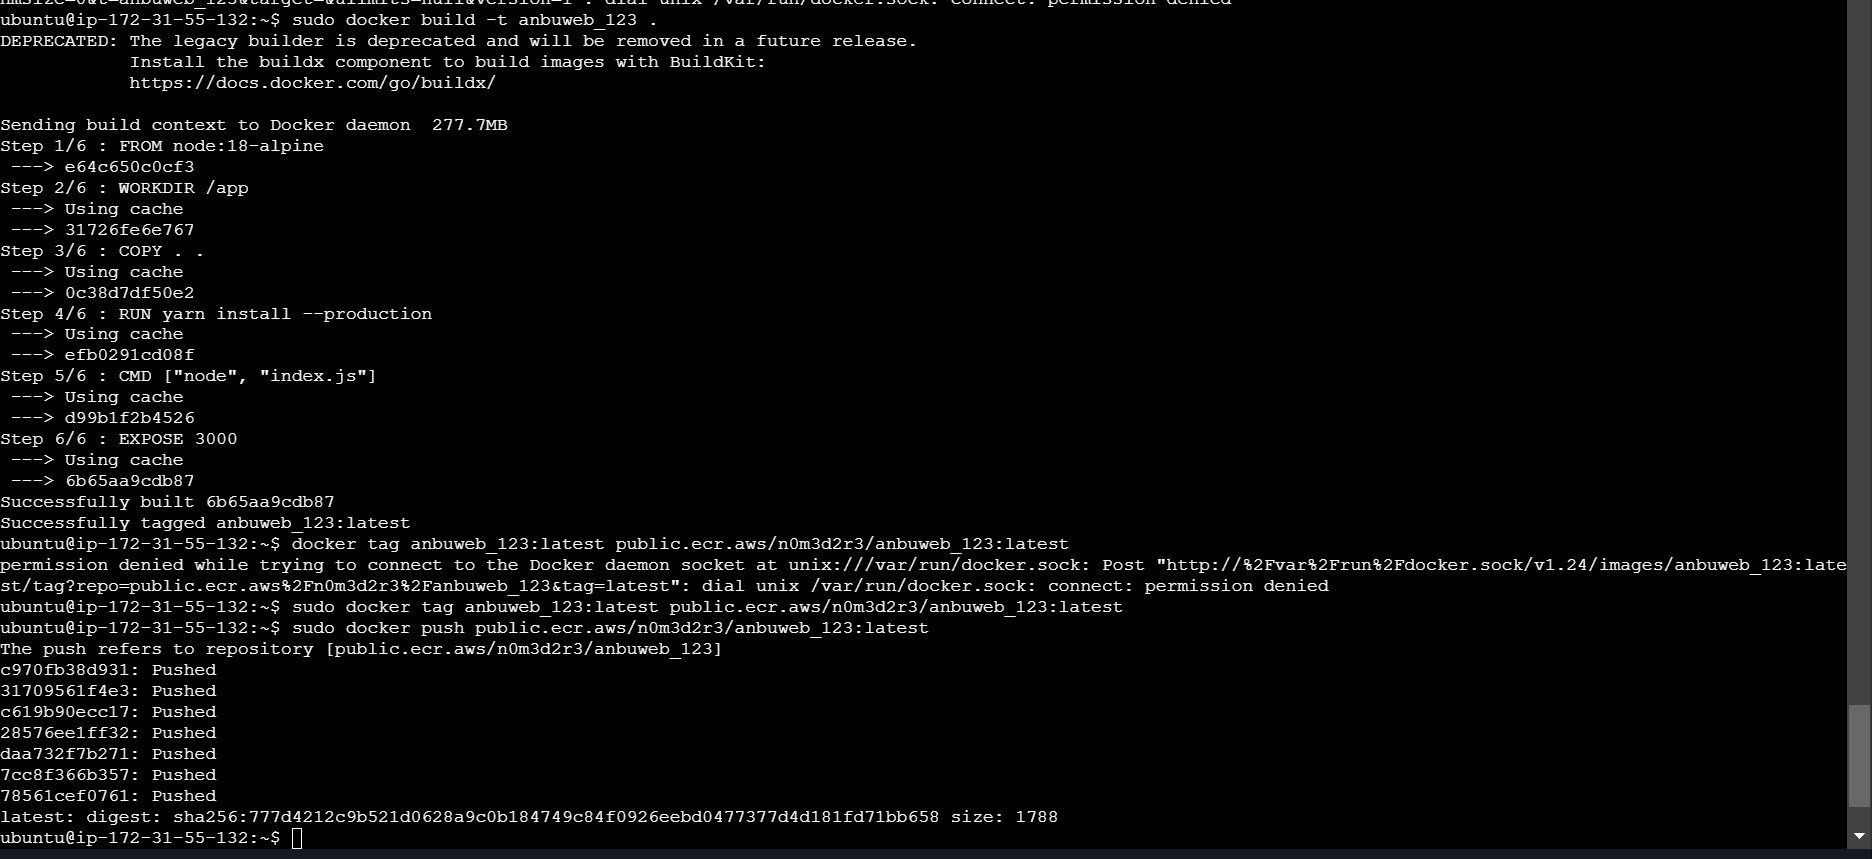 ubuntu@ip-172-31-55-132:~$ sudo docker build -t anbuweb_123 .
DEPRECATED: The legacy builder is deprecated and will be removed in a future release.
            Install the buildx component to build images with BuildKit:
            https://docs.docker.com/go/buildx/

Sending build context to Docker daemon  277.7MB
Step 1/6 : FROM node:18-alpine
 ---> e64c650c0cf3
Step 2/6 : WORKDIR /app
 ---> Using cache
 ---> 31726fe6e767
Step 3/6 : COPY . .
 ---> Using cache
 ---> 0c38d7df50e2
Step 4/6 : RUN yarn install --production
 ---> Using cache
 ---> efb0291cd08f
Step 5/6 : CMD ["node", "index.js"]
 ---> Using cache
 ---> d99b1f2b4526
Step 6/6 : EXPOSE 3000
 ---> Using cache
 ---> 6b65aa9cdb87
Successfully built 6b65aa9cdb87
Successfully tagged anbuweb_123:latest
ubuntu@ip-172-31-55-132:~$ docker tag anbuweb_123:latest public.ecr.aws/n0m3d2r3/anbuweb_123:latest
permission denied while trying to connect to the Docker daemon socket at unix:///var/run/docker.sock: Post "http://%2Fvar%2Frun%2Fdocker.sock/v1.24/images/anbuweb_123:late
st/tag?repo=public.ecr.aws%2Fn0m3d2r3%2Fanbuweb_123&tag=latest": dial unix /var/run/docker.sock: connect: permission denied
ubuntu@ip-172-31-55-132:~$ sudo docker tag anbuweb_123:latest public.ecr.aws/n0m3d2r3/anbuweb_123:latest
ubuntu@ip-172-31-55-132:~$ sudo docker push public.ecr.aws/n0m3d2r3/anbuweb_123:latest
The push refers to repository [public.ecr.aws/n0m3d2r3/anbuweb_123]
c970fb38d931: Pushed
31709561f4e3: Pushed
c619b90ecc17: Pushed
28576ee1ff32: Pushed
daa732f7b271: Pushed
7cc8f366b357: Pushed
78561cef0761: Pushed
latest: digest: sha256:777d4212c9b521d0628a9c0b184749c84f0926eebd0477377d4d181fd71bb658 size: 1788
ubuntu@ip-172-31-55-132:~$